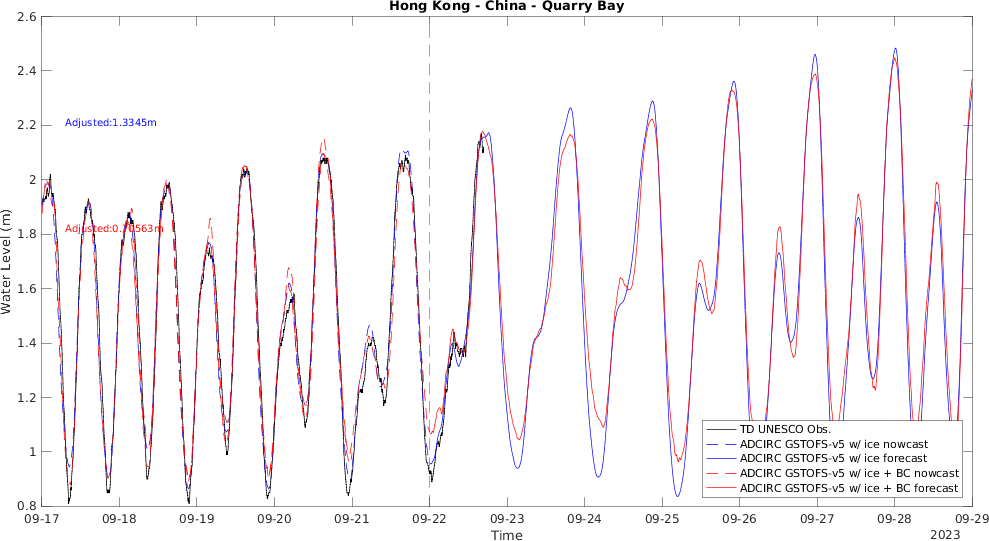 Hong Kong - China - Quarry Bay
2.6
2.4
2.2
2
1.8
1.6
1.4
1.2
1
0.8
Water Level (m)
Adjusted:1.3345m
TD UNESCO Obs.
ADCIRC GSTOFS-v5 w/ ice nowcast
ADCIRC GSTOFS-v5 w/ ice forecast
ADCIRC GSTOFS-v5 w/ ice + BC nowcast
ADCIRC GSTOFS-v5 w/ ice + BC forecast
09-17 09-18 09-19 09-20 09-21 09-22 09-23 09-24 09-25 09-26 09-27 09-28 09-29
Time
2023